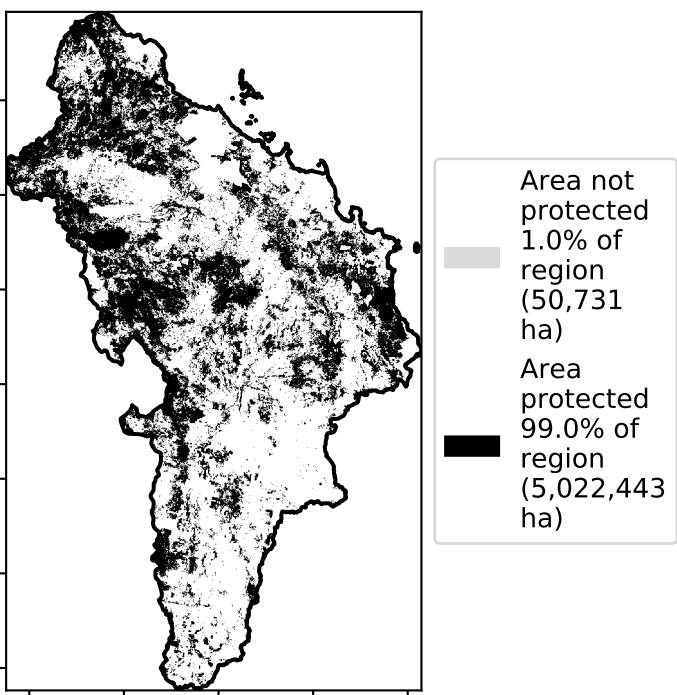 Area not
protected
1.0% of
region
(50,731
ha)
Area
protected
99.0% of
region
(5,022,443
ha)